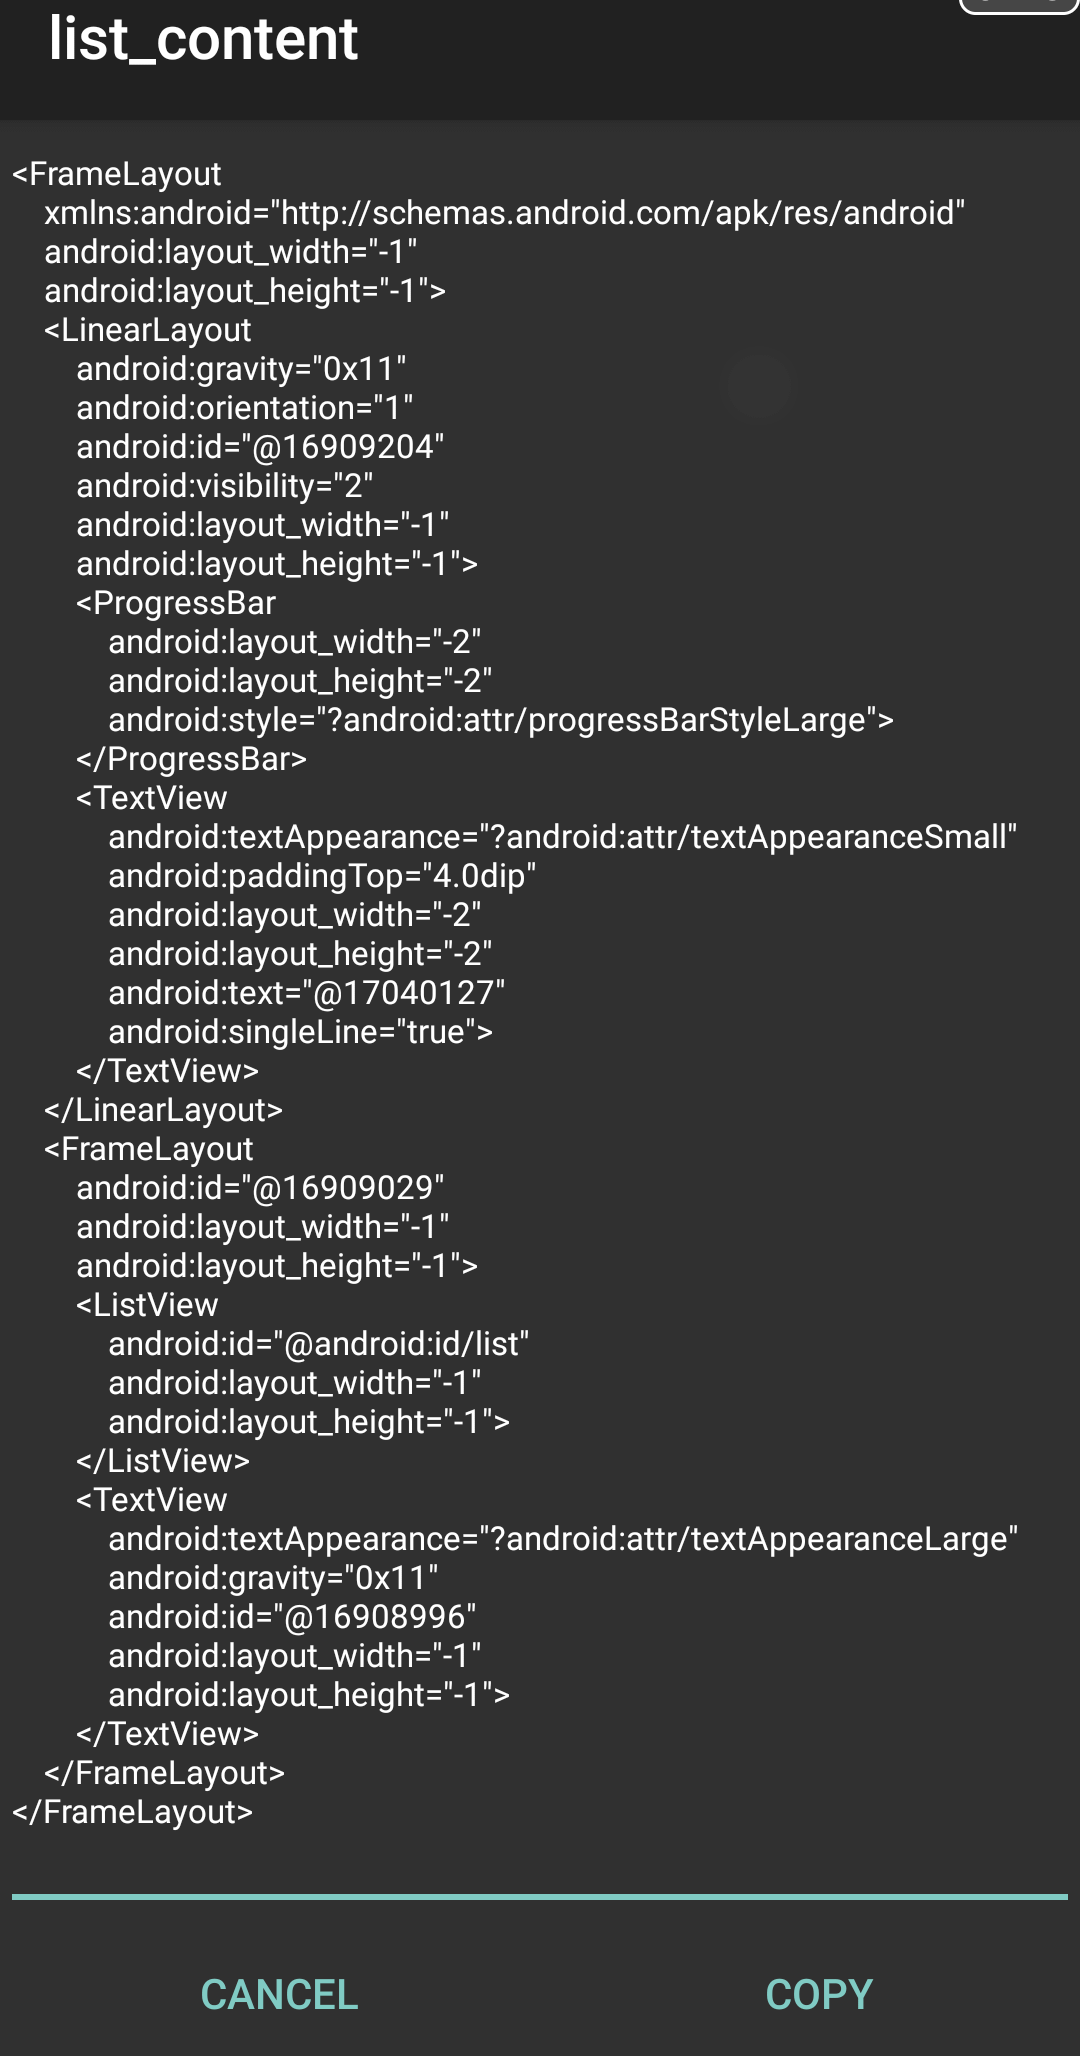 list_content
<FrameLayout
xmlns:android="http://schemas.android.com/apk/res/android"
android:layout_width="-1"
android:layout_height="-1">
<LinearLayout
android:gravity="0x11"
android:orientation="1"
android:id="@16909204"
android:visibility="2"
android:layout_width="-1"
android:layout_height="-1">
<ProgressBar
android:layout_width="-2"
android:layout_height="-2"
android:style="?android:attr/progressBarStyleLarge">
</ProgressBar>
<TextView
android:textAppearance="?android:attr/textAppearanceSmall"
android:paddingTop="4.0dip"
android:layout_width="-2"
android:layout_height="-2"
android:text="@17040127"
android:singleLine="true">
</TextView>
</LinearLayout>
<FrameLayout
android:id="@16909029"
android:layout_width="-1"
android:layout_height="-1">
<ListView
android:id="@android:id/list"
android:layout_width="-1"
android:layout_height="-1">
</ListView>
<TextView
android:textAppearance="?android:attr/textAppearanceLarge"
android:gravity="0x11"
android:id="@16908996"
android:layout_width="-1"
android:layout_height="-1">
</TextView>
</FrameLayout>
</FrameLayout>
CANCEL
COPY